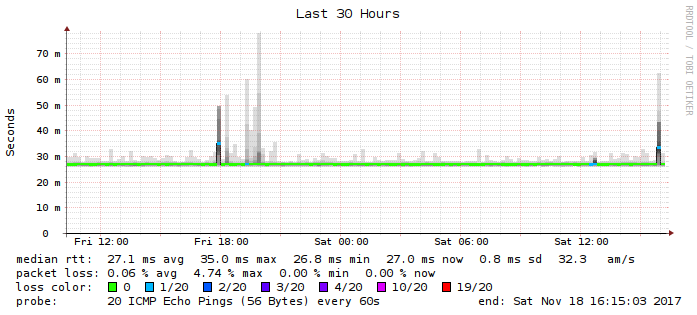 Last 30 Hours
RRDTOOL / TOBI OETIKER
Seconds
70 m
60 m
50 m
40 m
30 m
20 m
10 m
0
Fri 12:00 Fri 18:00 Sat 00:00 Sat 06:00 Sat 12:00
median rtt: 27.1 ms avg 35.0 ms max 26.8 ms min 27.0 ms now 0.8 ms sd 32.3 am/s
packet loss: 0.06 % avg 4.74 % max 0.00 % min 0.00 % now
loss color: 0 1/20 2/20 3/20 4/20 10/20 19/20
probe: 20 ICMP Echo Pings (56 Bytes) every 60s end: Sat Nov 18 16:15:03 2017